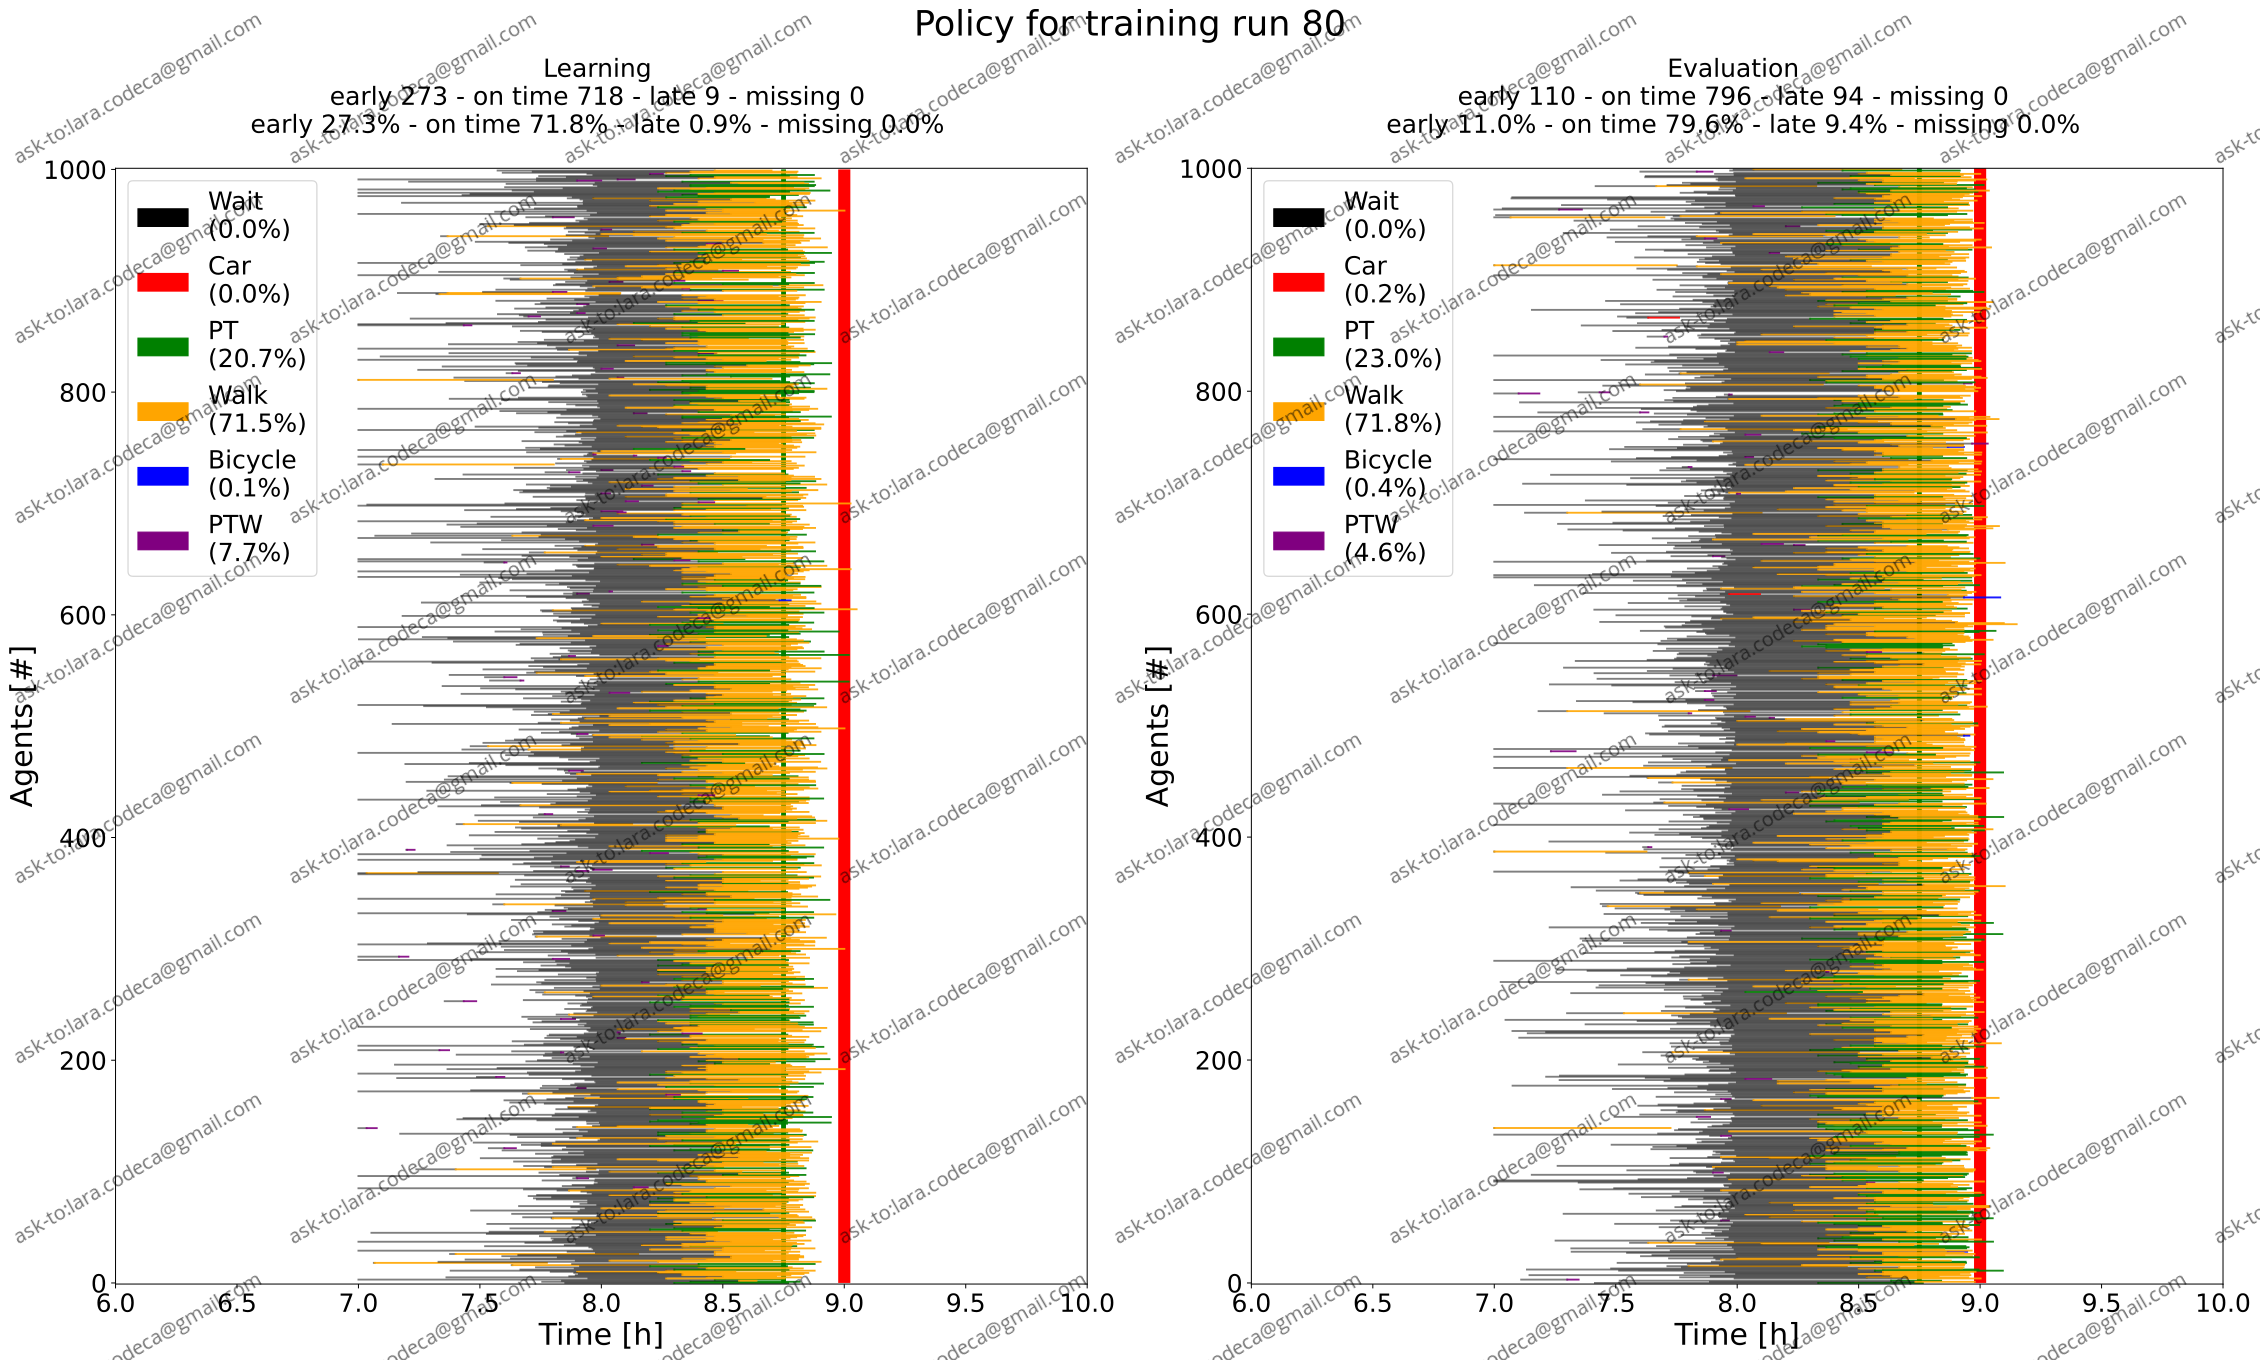 Policy for training run 80
Learning
early 273 - on time 718 - late 9 - missing 0
early 27.3% - on time 71.8% - late 0.9% - missing 0.0%
1000
800
600
400
200
0
Agents [#]
Wait
(0.0%)
Car
(0.0%)
PT
(20.7%)
Walk
(71.5%)
Bicycle
(0.1%)
PTW
(7.7%)
6.0 6.5 7.0 7.5 8.0 8.5 9.0 9.5 10.0
Time [h]
Evaluation
early 110 - on time 796 - late 94 - missing 0
early 11.0% - on time 79.6% - late 9.4% - missing 0.0%
1000
800
600
400
200
0
Agents [#]
Wait
(0.0%)
Car
(0.2%)
PT
(23.0%)
Walk
(71.8%)
Bicycle
(0.4%)
PTW
(4.6%)
6.0 6.5 7.0 7.5 8.0 8.5 9.0 9.5 10.0
Time [h]
ask-to:lara.codeca@gmail.com